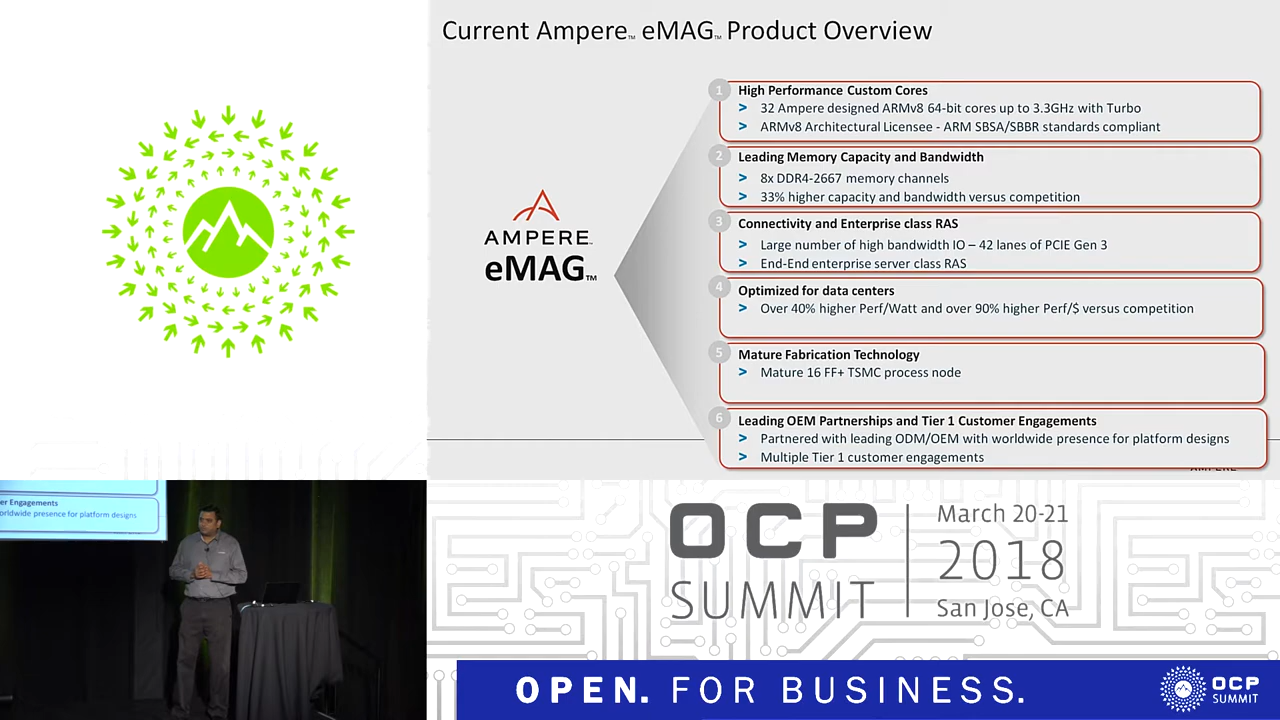 Current Ampere™ eMAG™ Product Overview
AMPERE™
eMAG™
1
High Performance Custom Cores
> 32 Ampere designed ARMv8 64-bit cores up to 3.3GHz with Turbo
> ARMv8 Architectural Licensee - ARM SBSA/SBBR standards compliant
2
Leading Memory Capacity and Bandwidth
> 8x DDR4-2667 memory channels
> 33% higher capacity and bandwidth versus competition
3
Connectivity and Enterprise class RAS
> Large number of high bandwidth IO – 42 lanes of PCIE Gen 3
> End-End enterprise server class RAS
4
Optimized for data centers
> Over 40% higher Perf/Watt and over 90% higher Perf/$ versus competition
5
Mature Fabrication Technology
> Mature 16 FF+ TSMC process node
6
Leading OEM Partnerships and Tier 1 Customer Engagements
> Partnered with leading ODM/OEM with worldwide presence for platform designs
> Multiple Tier 1 customer engagements
AMPERE
er Engagements
orldwide presence for platform designs
OCP
SUMMIT
March 20-21
2018
San Jose, CA
OPEN. FOR BUSINESS.
OCP
SUMMIT